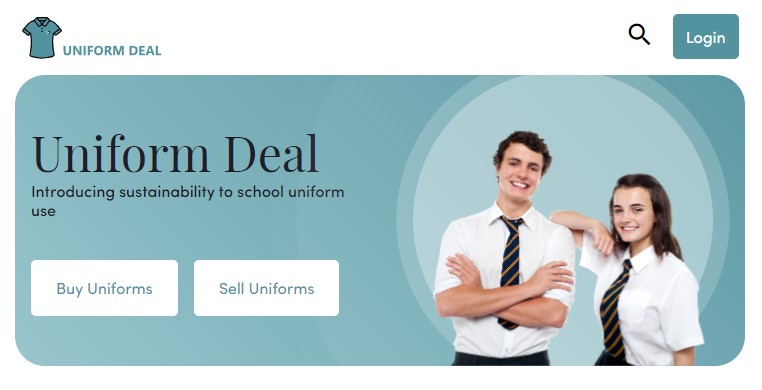 UNIFORM DEAL
Login
Uniform Deal
Introducing sustainability to school uniform
use
Buy Uniforms
Sell Uniforms